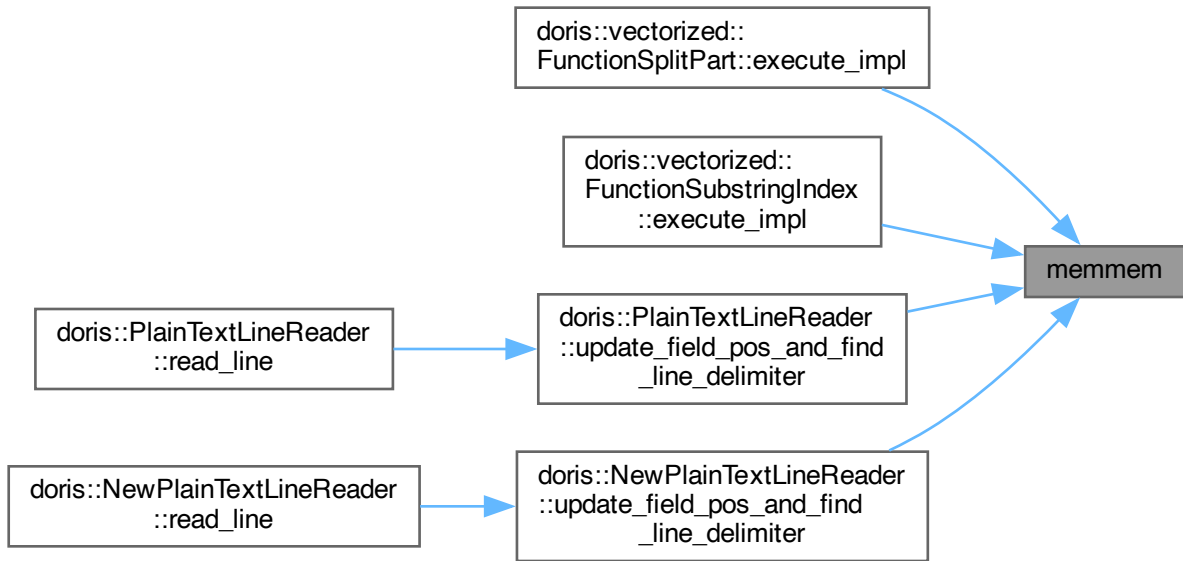 doris::vectorized::
FunctionSplitPart::execute_impl
doris::vectorized::
FunctionSubstringIndex
::execute_impl
memmem
doris::PlainTextLineReader
::read_line
doris::PlainTextLineReader
::update_field_pos_and_find
_line_delimiter
doris::NewPlainTextLineReader
::read_line
doris::NewPlainTextLineReader
::update_field_pos_and_find
_line_delimiter